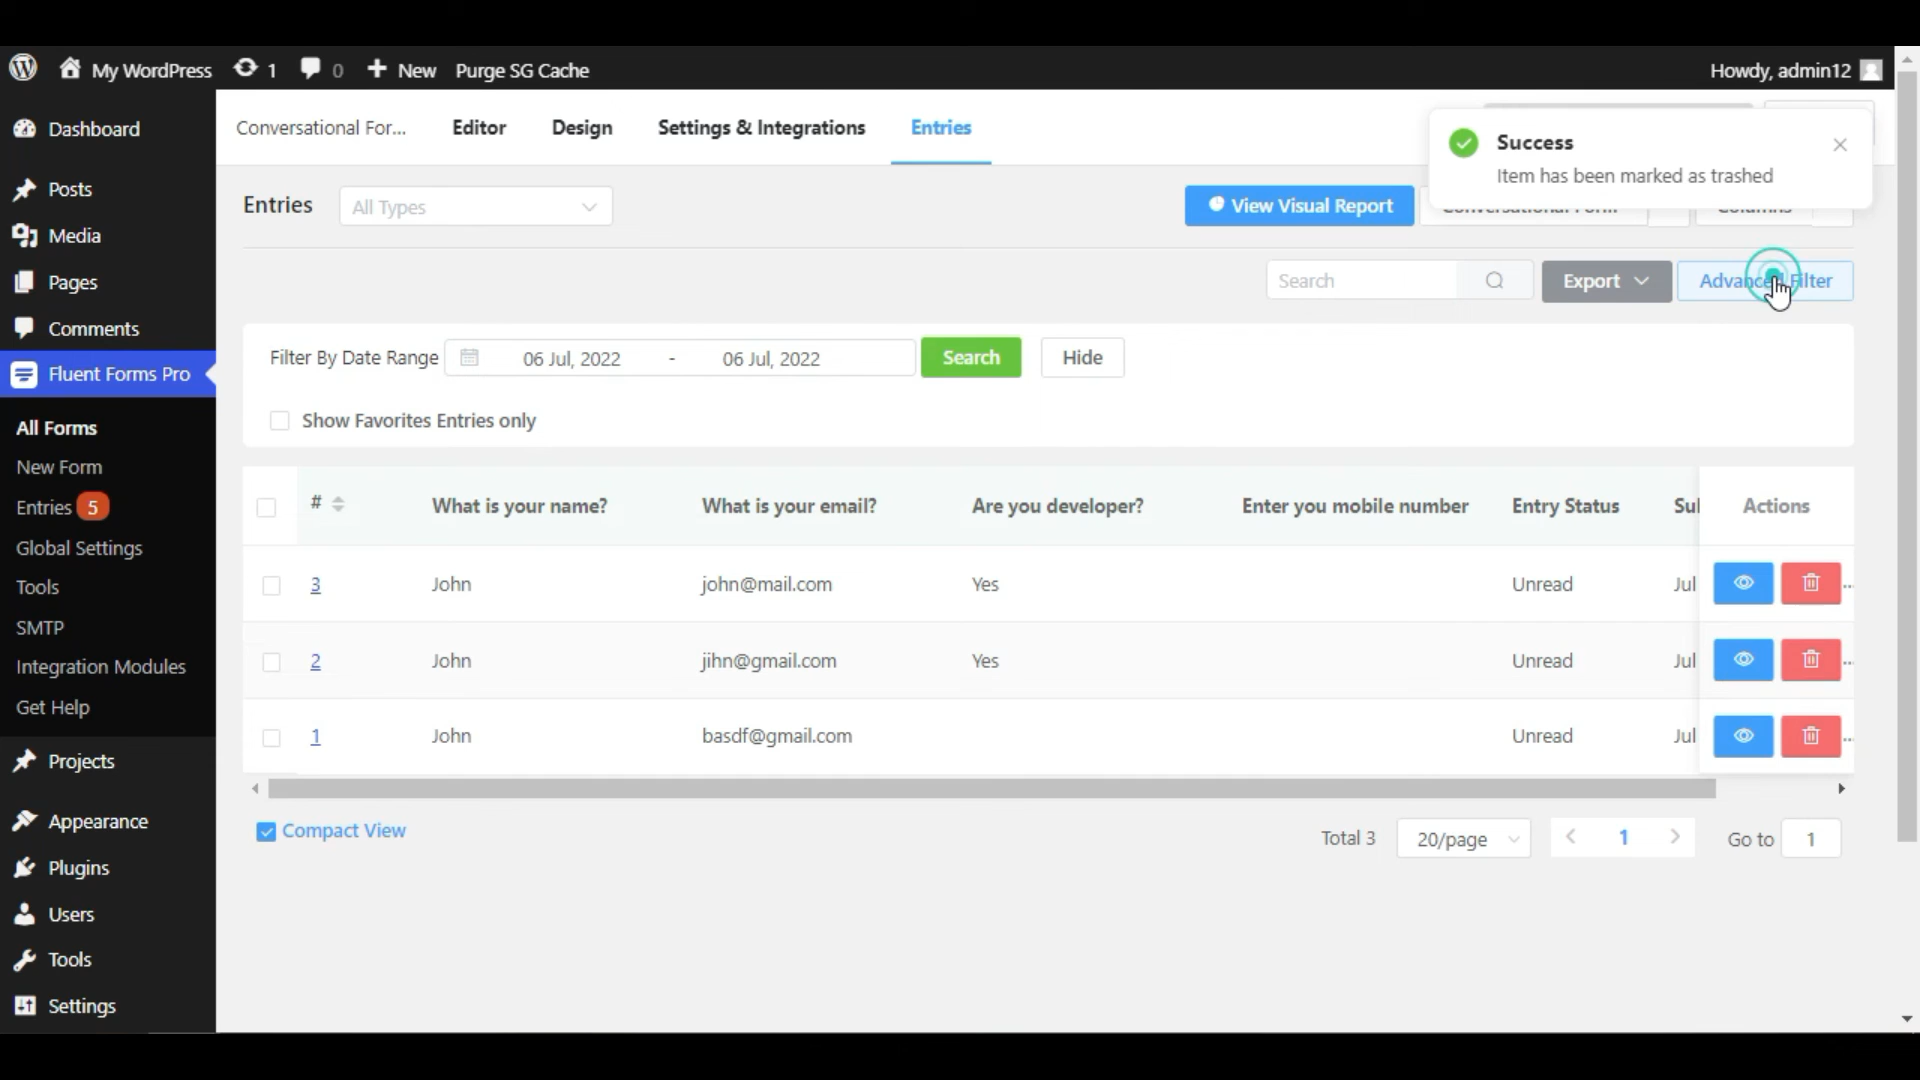 My WordPress 1 0 New Purge SG Cache Howdy, admin12
Dashboard
Posts
Media
Pages
Comments
Fluent Forms Pro
All Forms
New Form
Entries 5
Global Settings
Tools
SMTP
Integration Modules
Get Help
Projects
Appearance
Plugins
Users
Tools
Settings
Conversational For... Editor Design Settings & Integrations Entries
Success
Item has been marked as trashed
Entries All Types View Visual Report Conversational For... Columns
Search Export Advanced Filter
Filter By Date Range 06 Jul, 2022 - 06 Jul, 2022 Search Hide
Show Favorites Entries only
# What is your name? What is your email? Are you developer? Enter you mobile number Entry Status Sul Actions
3 John john@mail.com Yes Unread Jul ...
2 John jihn@gmail.com Yes Unread Jul ...
1 John basdf@gmail.com Unread Jul ...
Compact View Total 3 20/page 1 Go to 1